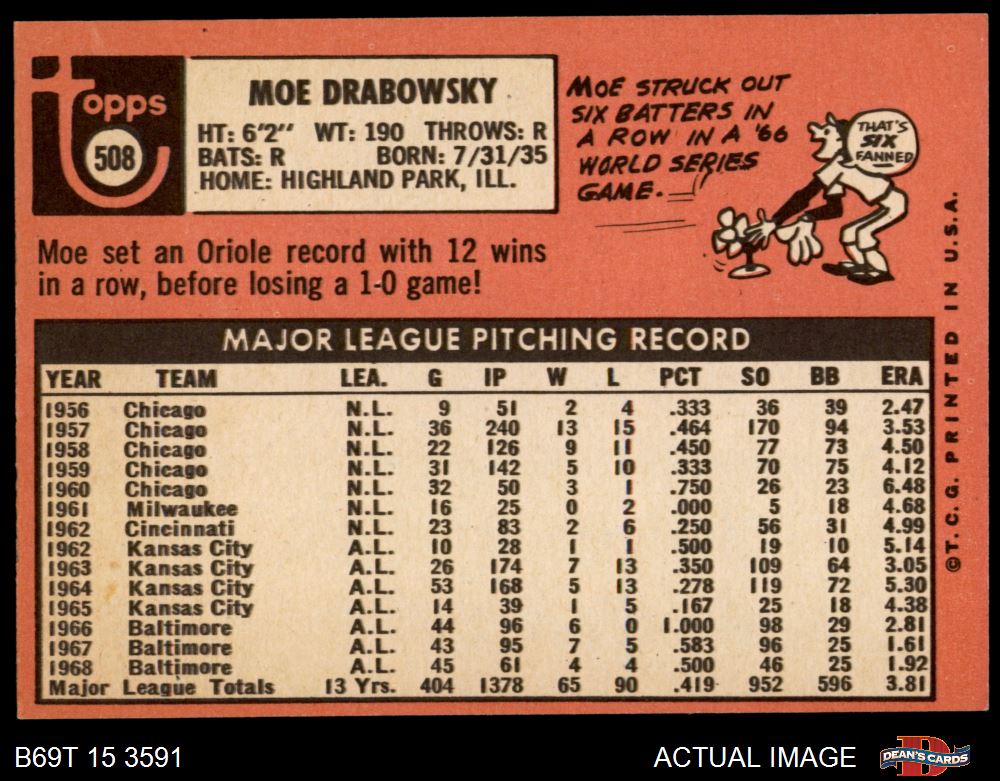 Topps
508
MOE DRABOWSKY
HT: 6'2" WT: 190 THROWS: R
BATS: R BORN: 7/31/35
HOME: HIGHLAND PARK, ILL.
MOE STRUCK OUT
SIX BATTERS IN
A ROW IN A '66
WORLD SERIES
GAME.
THAT'S
SIX
FANNED
Moe set an Oriole record with 12 wins
in a row, before losing a 1-0 game!
MAJOR LEAGUE PITCHING RECORD
YEAR TEAM LEA. G IP W L PCT SO BB ERA
1956 Chicago N.L. 9 51 2 4 .333 36 39 2.47
1957 Chicago N.L. 36 240 13 15 .464 170 94 3.53
1958 Chicago N.L. 22 126 9 11 .450 77 73 4.50
1959 Chicago N.L. 31 142 5 10 .333 70 75 4.12
1960 Chicago N.L. 32 50 3 1 .750 26 23 6.48
1961 Milwaukee N.L. 16 25 0 2 .000 5 18 4.68
1962 Cincinnati N.L. 23 83 2 6 .250 56 31 4.99
1962 Kansas City A.L. 10 28 1 1 .500 19 10 5.14
1963 Kansas City A.L. 26 174 7 13 .350 109 64 3.05
1964 Kansas City A.L. 53 168 5 13 .278 119 72 5.30
1965 Kansas City A.L. 14 39 1 5 .167 25 18 4.38
1966 Baltimore A.L. 44 96 6 0 1.000 98 29 2.81
1967 Baltimore A.L. 43 95 7 5 .583 96 25 1.61
1968 Baltimore A.L. 45 61 4 4 .500 46 25 1.92
Major League Totals 13 Yrs. 404 1378 65 90 .419 952 596 3.81
©T.C.G. PRINTED IN U.S.A.
B69T 15 3591
ACTUAL IMAGE
DEAN'S CARDS